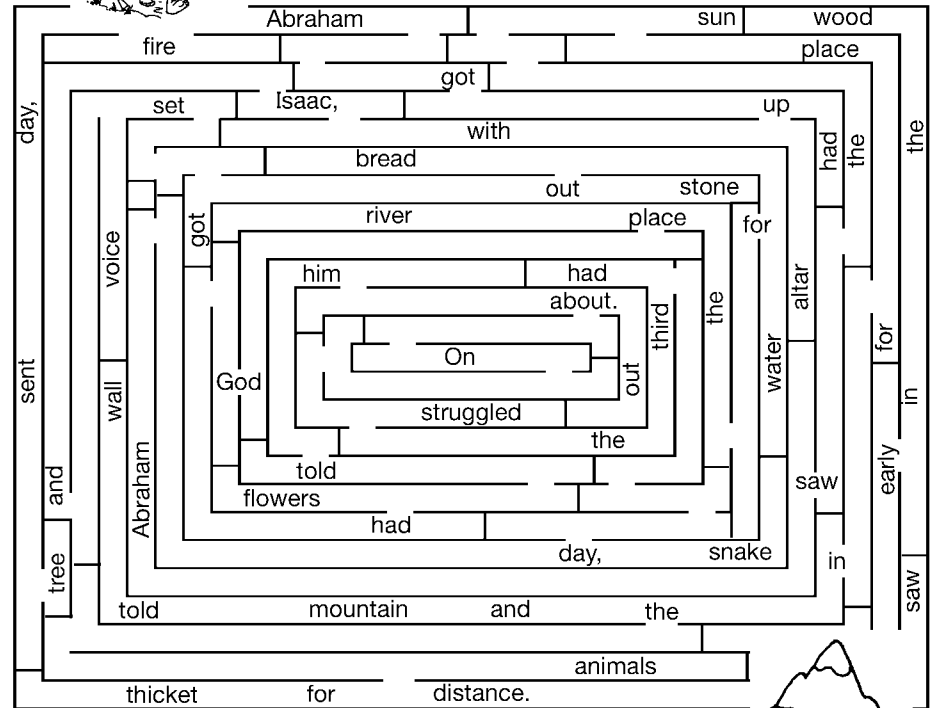 Abraham sun wood
fire place
got
set Isaac, up
day, with had the the
bread
out stone
got river place for
voice him had altar
about.
third the for
On water
sent God out in
wall struggled
the
and Abraham told saw early
flowers
had
day, snake
tree in saw
told mountain and the
animals
thicket for distance.